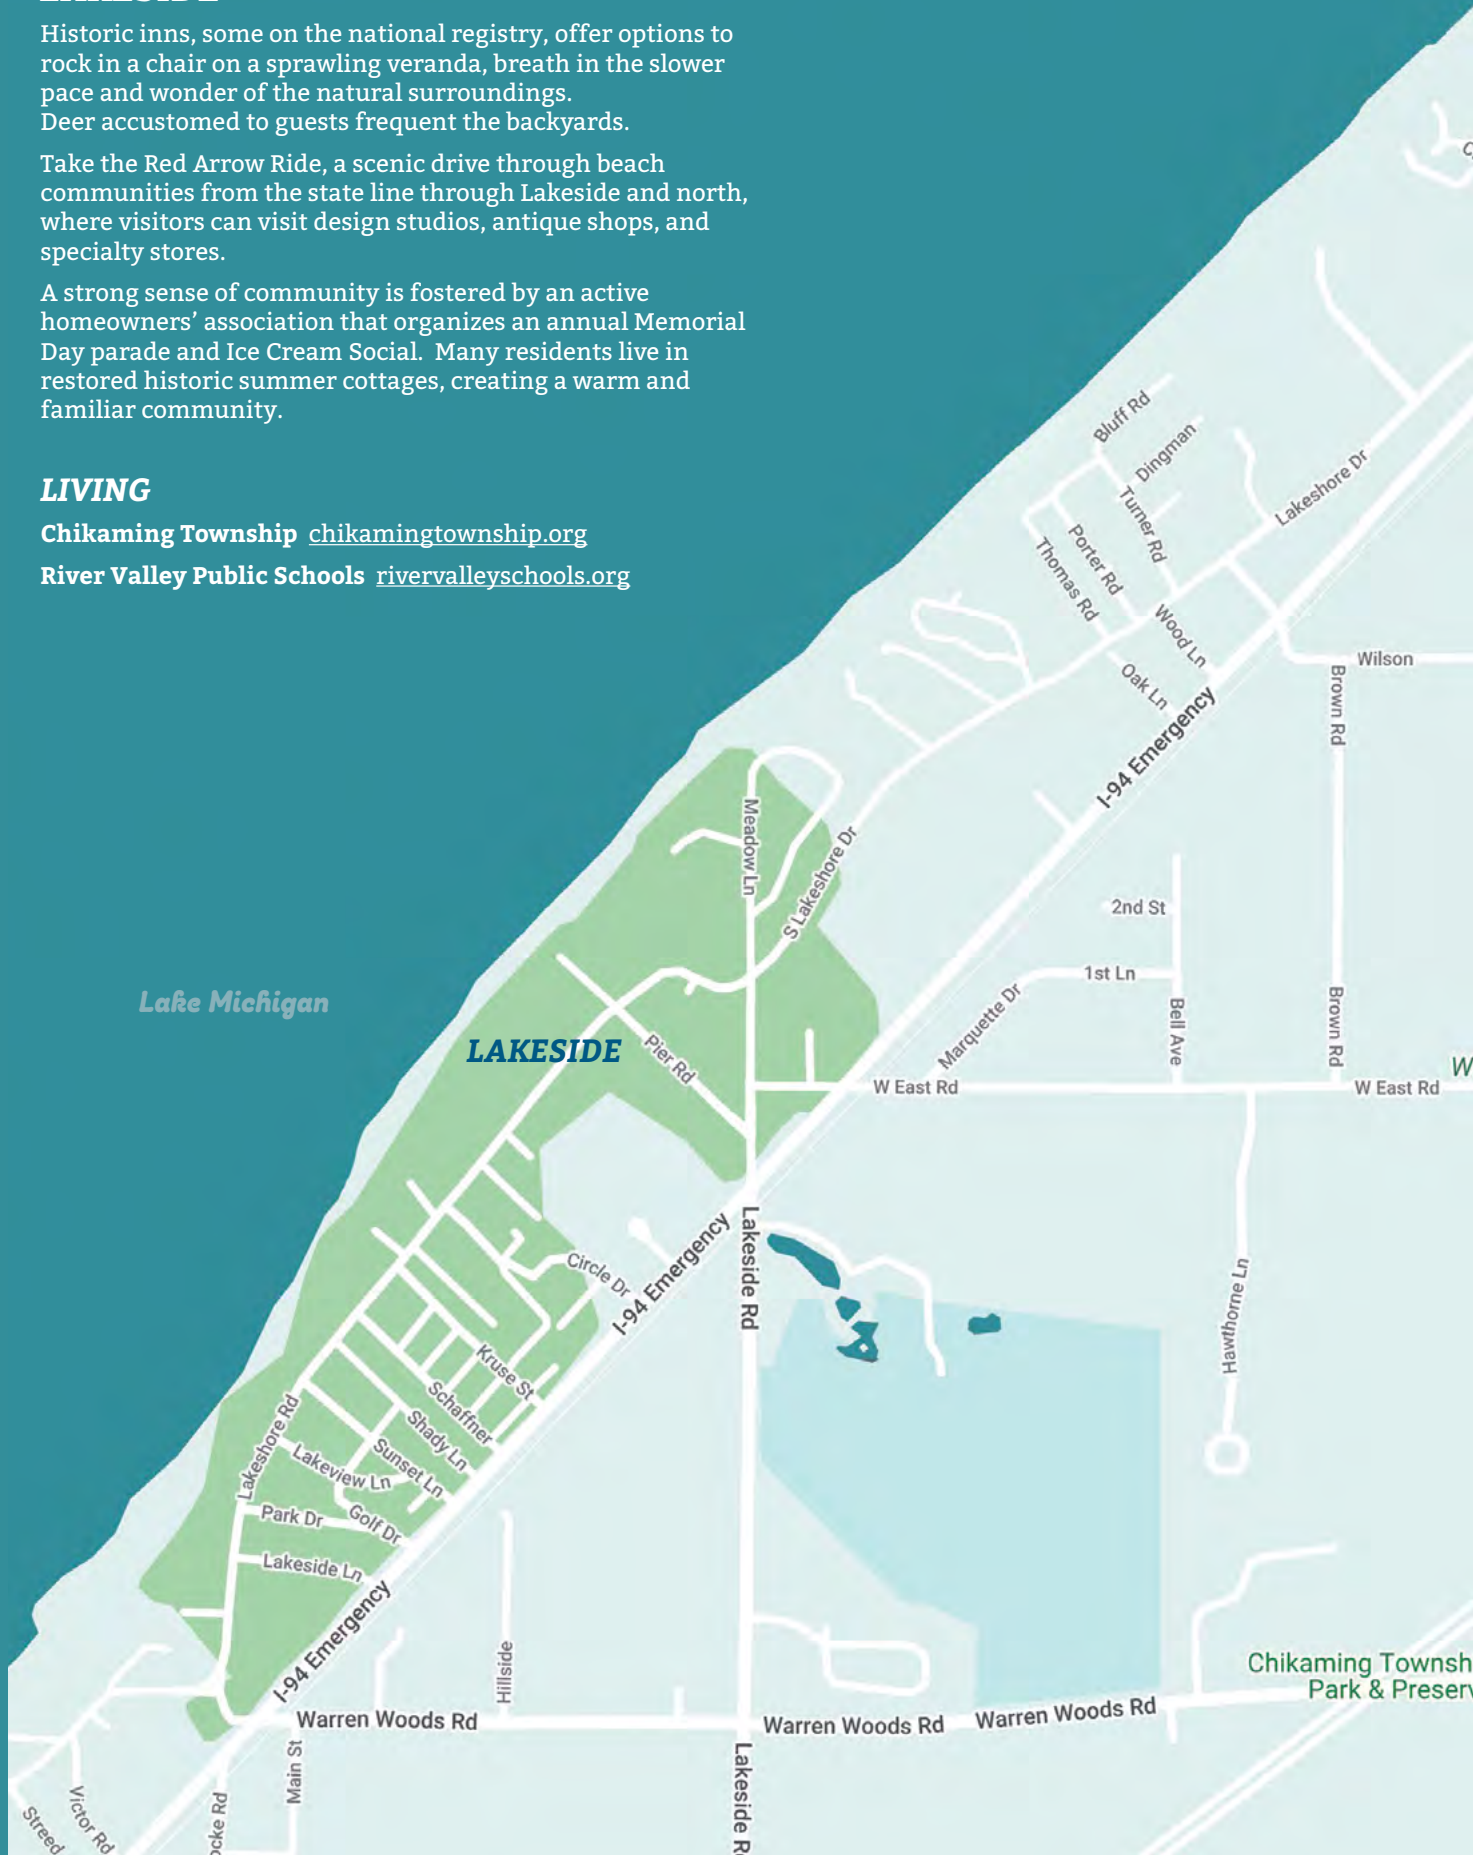 Historic inns, some on the national registry, offer options to
rock in a chair on a sprawling veranda, breath in the slower
pace and wonder of the natural surroundings.
Deer accustomed to guests frequent the backyards.
Take the Red Arrow Ride, a scenic drive through beach
communities from the state line through Lakeside and north,
where visitors can visit design studios, antique shops, and
specialty stores.
A strong sense of community is fostered by an active
homeowners’ association that organizes an annual Memorial
Day parade and Ice Cream Social.  Many residents live in
restored historic summer cottages, creating a warm and
familiar community.
LIVING
Chikaming Township  chikamingtownship.org
River Valley Public Schools  rivervalleyschools.org
Bluff Rd
Dingman
Turner Rd
Lakeshore Dr
Porter Rd
Thomas Rd
Wood Ln
Oak Ln
Wilson
Brown Rd
I-94 Emergency
Meadow Ln
S Lakeshore Dr
2nd St
1st Ln
Marquette Dr
Bell Ave
Brown Rd
Lake Michigan
LAKESIDE
Pier Rd
W East Rd
W East Rd
W
Lakeside Rd
I-94 Emergency
Circle Dr
Hawthorne Ln
Kruse St
Schaffner
Shady Ln
Sunset Ln
Lakeshore Rd
Lakeview Ln
Park Dr
Golf Dr
Lakeside Ln
I-94 Emergency
Hillside
Chikaming Townsh
Park & Preserv
Warren Woods Rd
Warren Woods Rd
Warren Woods Rd
Main St
Lakeside R
Victor Rd
Streed
ocke Rd